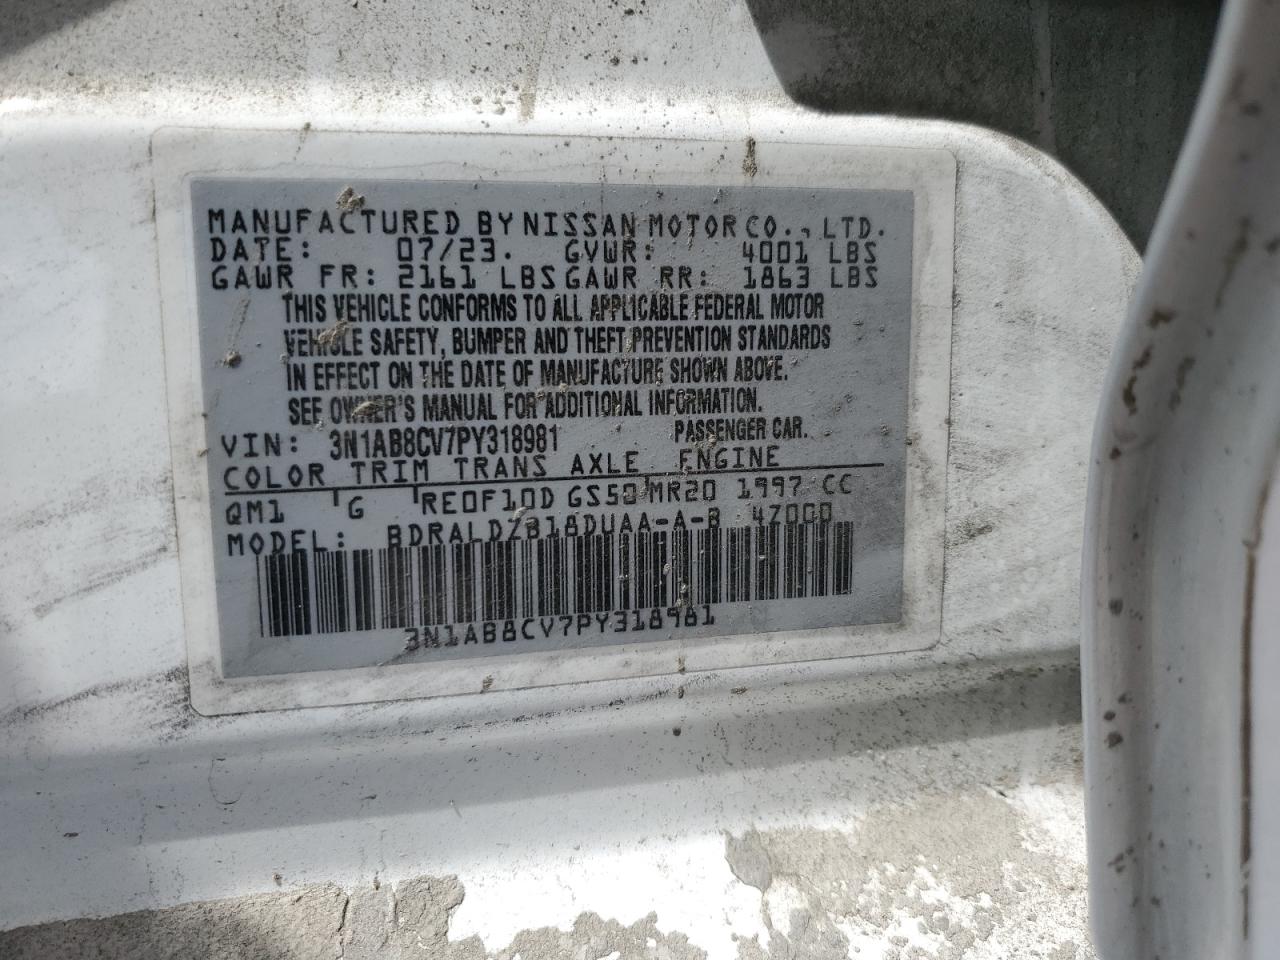 MANUFACTURED BY NISSAN MOTOR CO., LTD.
DATE: 07/23. GVWR: 4001 LBS
GAWR FR: 2161 LBS GAWR RR: 1863 LBS
THIS VEHICLE CONFORMS TO ALL APPLICABLE FEDERAL MOTOR
VEHICLE SAFETY, BUMPER AND THEFT PREVENTION STANDARDS
IN EFFECT ON THE DATE OF MANUFACTURE SHOWN ABOVE.
SEE OWNER'S MANUAL FOR ADDITIONAL INFORMATION.
VIN: 3N1AB8CV7PY318981 PASSENGER CAR.
COLOR TRIM TRANS AXLE ENGINE
QM1 G RE0F10D GS50 MR20 1997 CC
MODEL: BDRALDZB18DUAA-A-B 47000
3N1AB8CV7PY318981